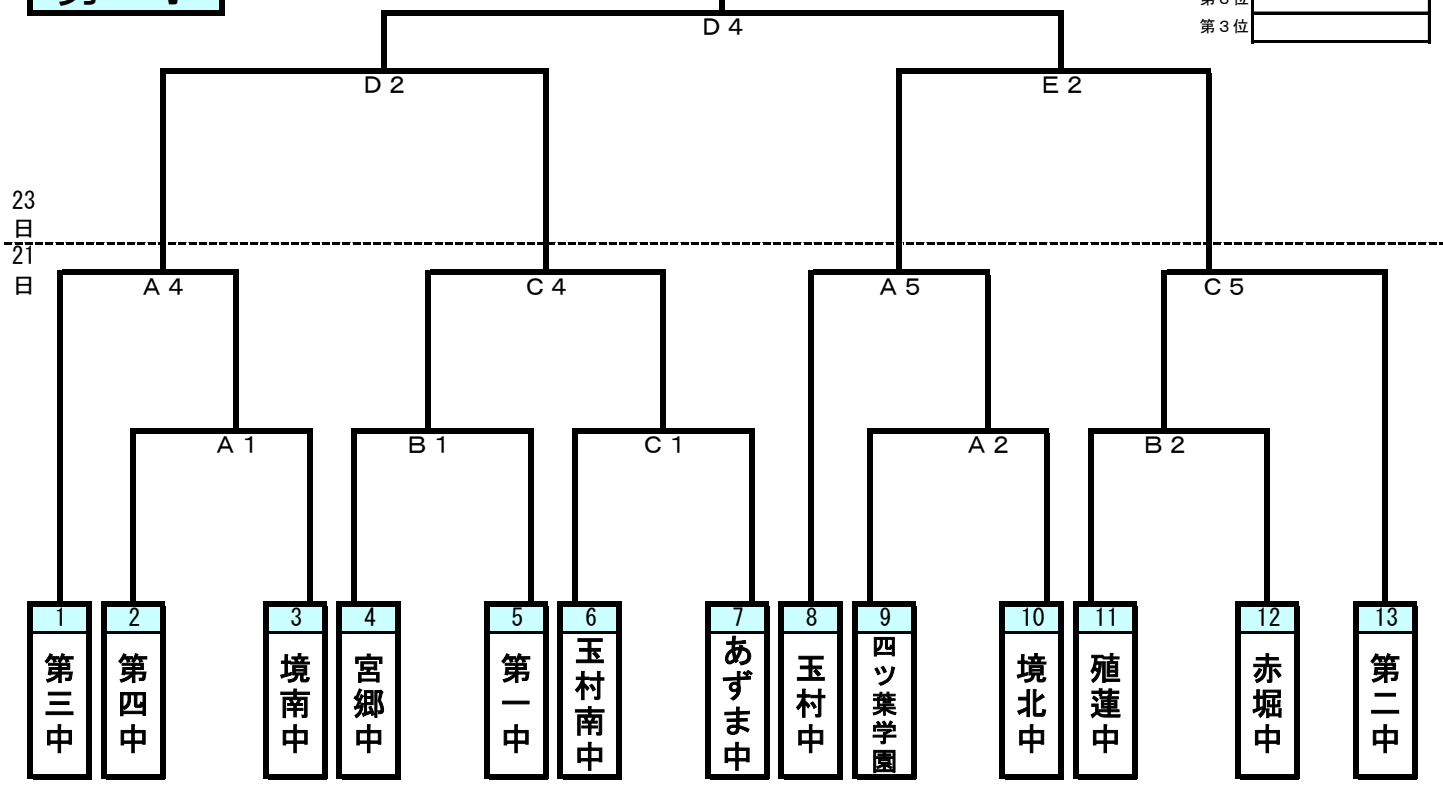 第３位
Ｄ４
第３位
Ｄ２
Ｅ２
23
日
21
日
Ａ４
Ｃ４
Ａ５
Ｃ５
Ａ１
Ｂ１
Ｃ１
Ａ２
Ｂ２
1
2
3
4
5
6
7
8
9
10
11
12
13
第三中
第四中
境南中
宮郷中
第一中
玉村南中
あずま中
玉村中
四ツ葉学園
境北中
殖蓮中
赤堀中
第二中